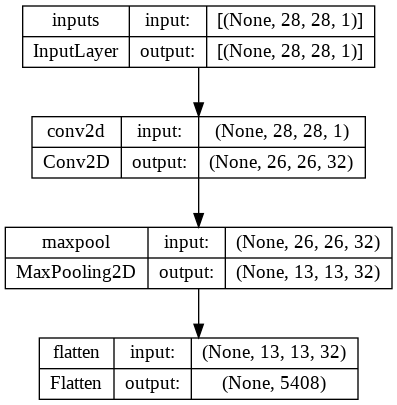 inputs input: [(None, 28, 28, 1)]
InputLayer output: [(None, 28, 28, 1)]
conv2d input: (None, 28, 28, 1)
Conv2D output: (None, 26, 26, 32)
maxpool input: (None, 26, 26, 32)
MaxPooling2D output: (None, 13, 13, 32)
flatten input: (None, 13, 13, 32)
Flatten output: (None, 5408)